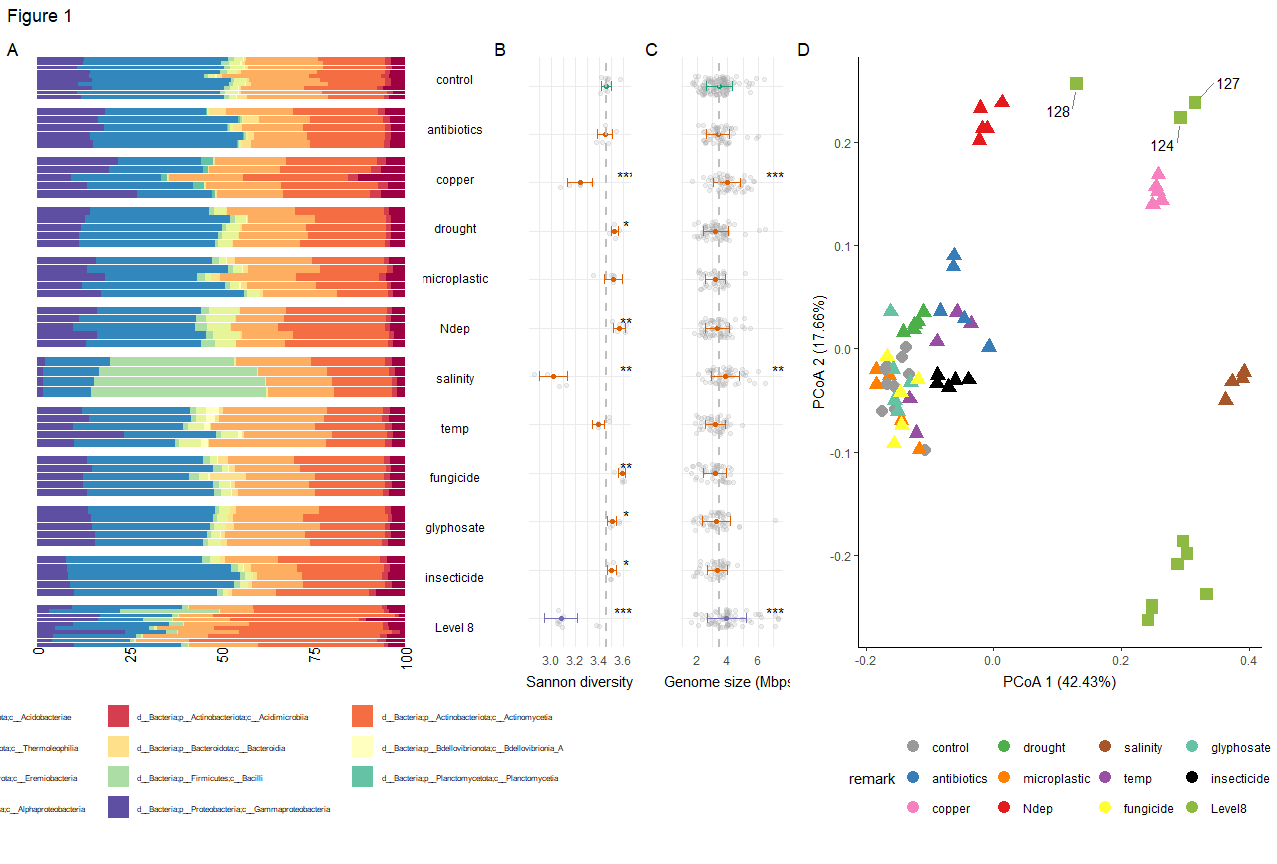 Figure 1
A
B
C
D
control
antibiotics
copper
drought
microplastic
Ndep
salinity
temp
fungicide
glyphosate
insecticide
Level 8
0
25
50
75
100
***
*
**
**
**
*
*
***
3.0 3.2 3.4 3.6
Sannon diversity
***
**
***
2 4 6
Genome size (Mbps
128
127
124
0.2
0.1
0.0
-0.1
-0.2
PCoA 2 (17.66%)
-0.2 0.0 0.2 0.4
PCoA 1 (42.43%)
ota;c__Acidobacteriae
d__Bacteria;p__Actinobacteriota;c__Acidimicrobiia
d__Bacteria;p__Actinobacteriota;c__Actinomycetia
ota;c__Thermoleophilia
d__Bacteria;p__Bacteroidota;c__Bacteroidia
d__Bacteria;p__Bdellovibrionota;c__Bdellovibrionia_A
rota;c__Eremiobacteria
d__Bacteria;p__Firmicutes;c__Bacilli
d__Bacteria;p__Planctomycetota;c__Planctomycetia
a;c__Alphaproteobacteria
d__Bacteria;p__Proteobacteria;c__Gammaproteobacteria
remark
control
drought
salinity
glyphosate
antibiotics
microplastic
temp
insecticide
copper
Ndep
fungicide
Level8